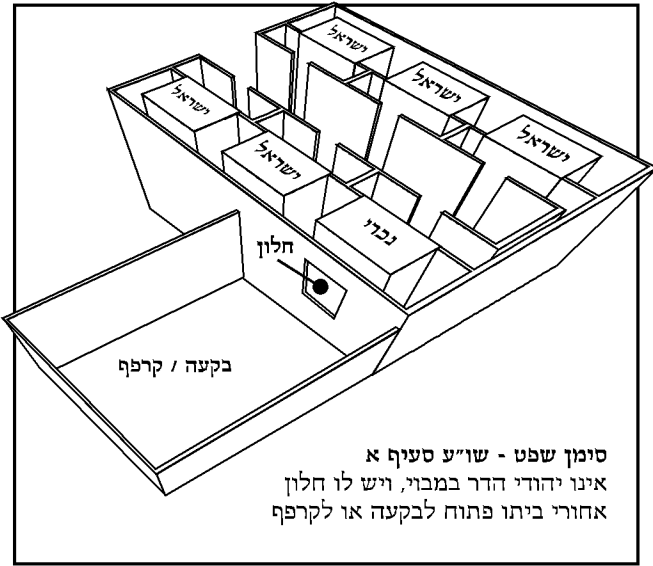 ישראל
ישראל
ישראל
ישראל
ישראל
נכרי
חלון
בקעה / קרפף
סימן שפט - שו״ע סעיף א
אינו יהודי הדר במבוי, ויש לו חלון
אחורי ביתו פתוח לבקעה או לקרפף